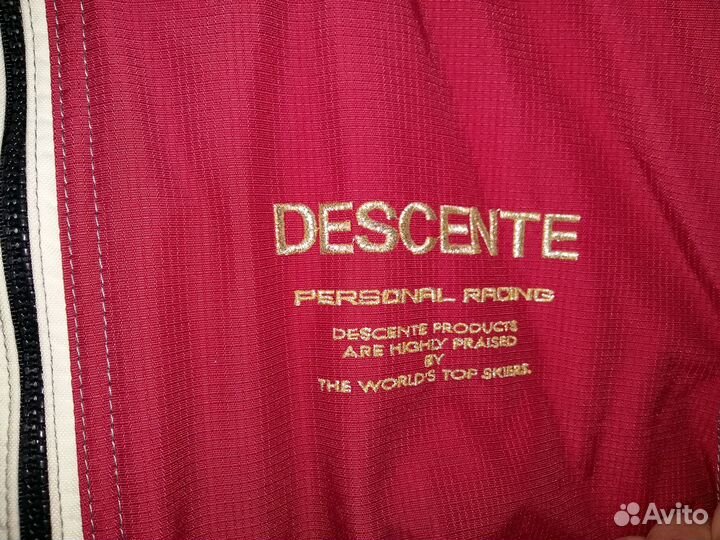 DESCENTE
PERSONAL RACING
DESCENTE PRODUCTS
ARE HIGHLY PRAISED
BY
THE WORLD'S TOP SKIERS.
Avito